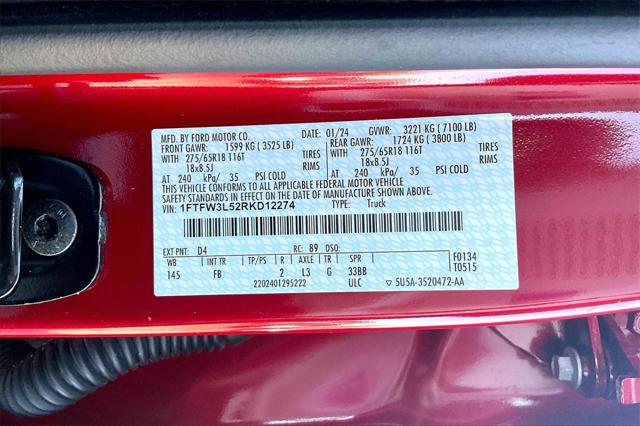 MFD. BY FORD MOTOR CO. DATE: 01/24 GVWR: 3221 KG ( 7100 LB)
FRONT GAWR: 1599 KG ( 3525 LB) REAR GAWR: 1724 KG ( 3800 LB)
WITH 275/65R18 116T TIRES WITH 275/65R18 116T TIRES
18x8.5J RIMS 18x8.5J RIMS
AT 240 kPa/ 35 PSI COLD AT 240 kPa/ 35 PSI COLD
THIS VEHICLE CONFORMS TO ALL APPLICABLE FEDERAL MOTOR VEHICLE
SAFETY STANDARDS IN EFFECT ON THE DATE OF MANUFACTURE SHOWN ABOVE.
VIN: 1FTFW3L52RKD12274 TYPE: Truck
EXT PNT: D4 RC: 89 DSO:
WB INT TR TP/PS R AXLE TR SPR F0134
145 FB 2 L3 G 33BB T0515
2202401295222 ULC ▽ 5U5A-3520472-AA